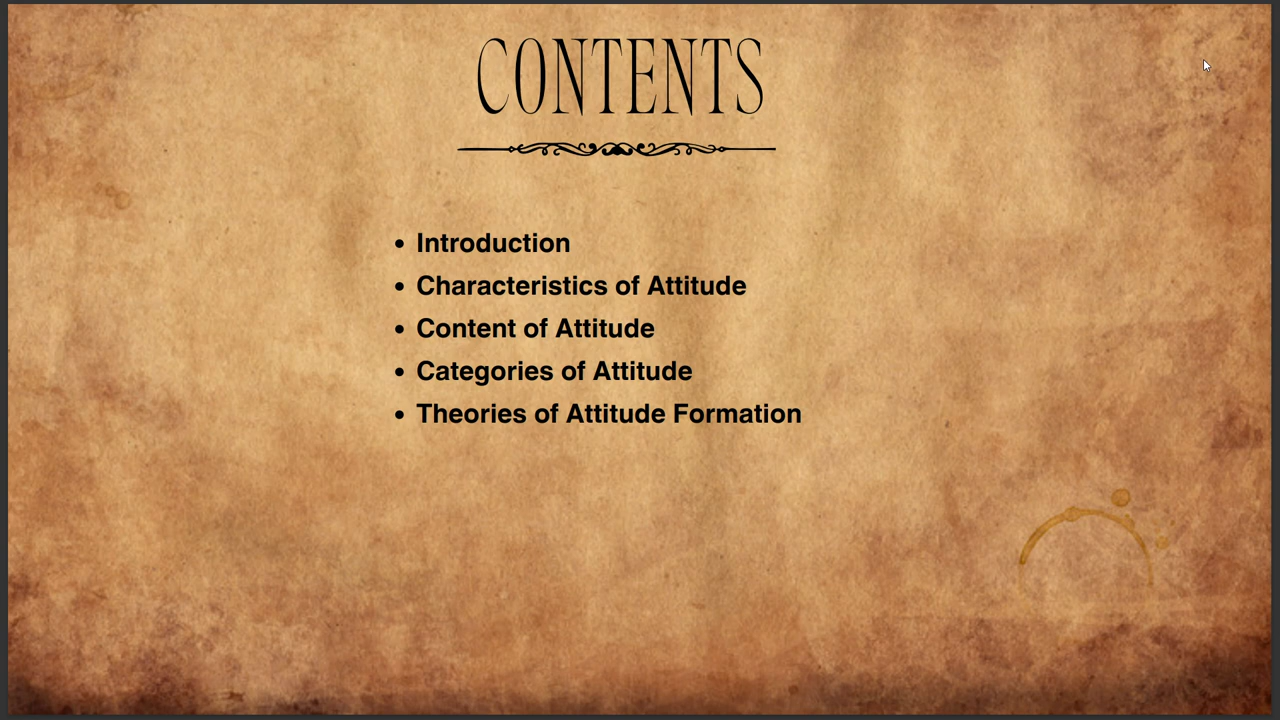 CONTENTS
• Introduction
• Characteristics of Attitude
• Content of Attitude
• Categories of Attitude
• Theories of Attitude Formation